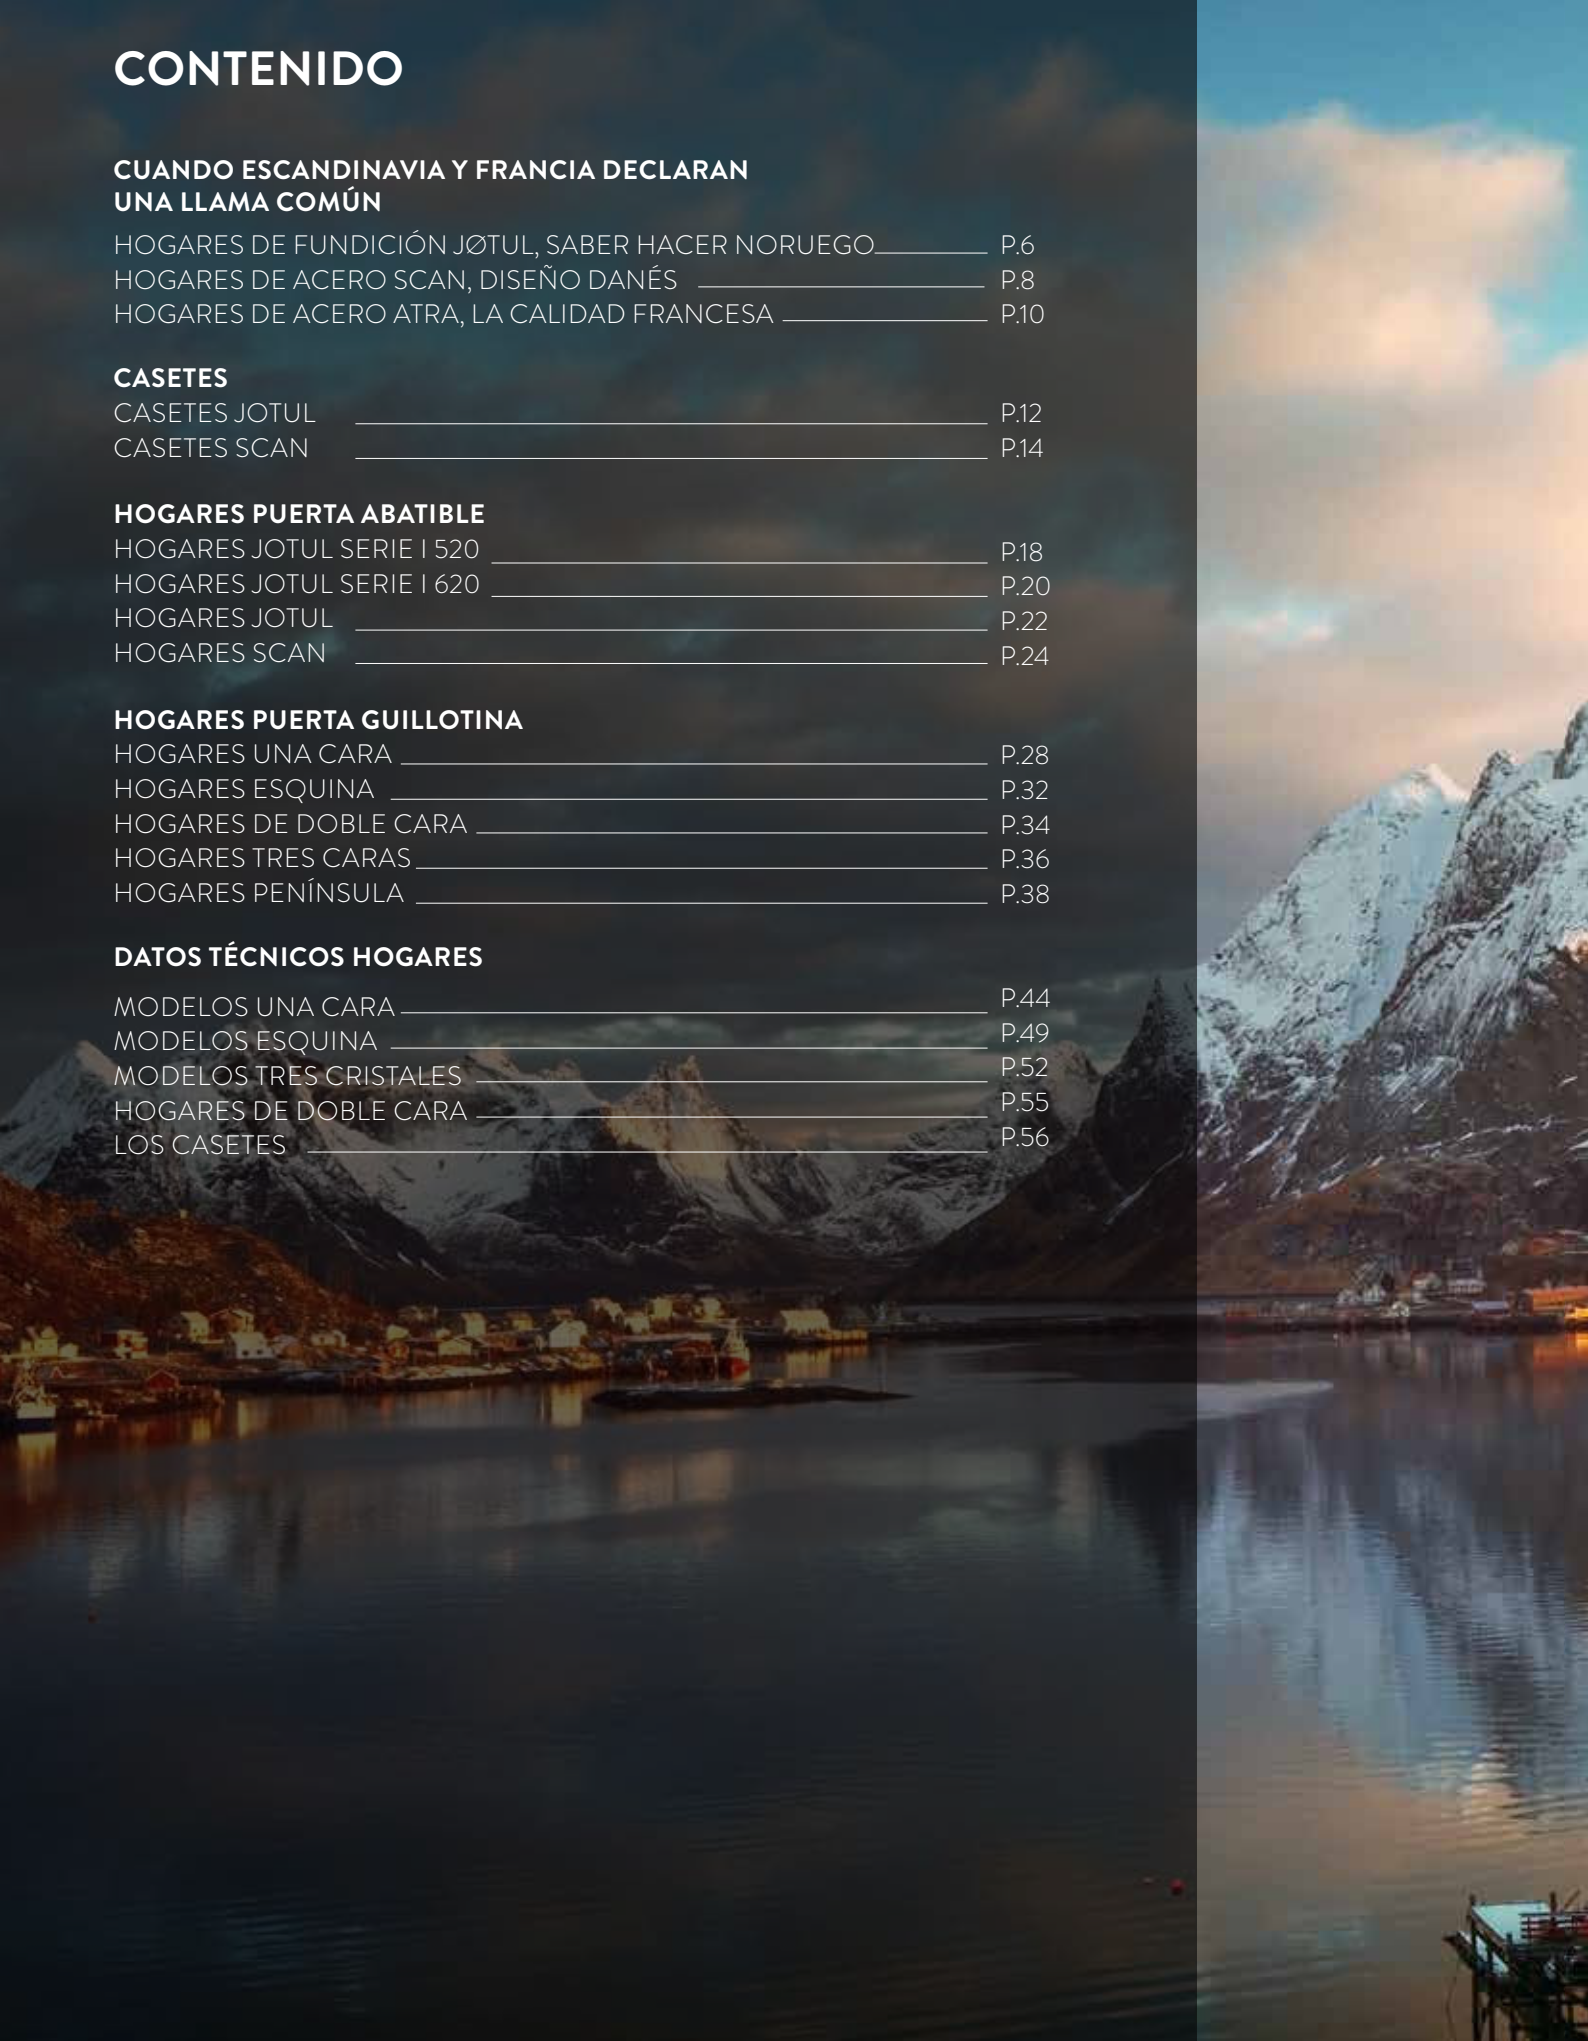 CONTENIDO
CUANDO ESCANDINAVIA Y FRANCIA DECLARAN
UNA LLAMA COMÚN
HOGARES DE FUNDICIÓN JØTUL, SABER HACER NORUEGO P.6
HOGARES DE ACERO SCAN, DISEÑO DANÉS P.8
HOGARES DE ACERO ATRA, LA CALIDAD FRANCESA P.10
CASETES
CASETES JOTUL P.12
CASETES SCAN P.14
HOGARES PUERTA ABATIBLE
HOGARES JOTUL SERIE I 520 P.18
HOGARES JOTUL SERIE I 620 P.20
HOGARES JOTUL P.22
HOGARES SCAN P.24
HOGARES PUERTA GUILLOTINA
HOGARES UNA CARA P.28
HOGARES ESQUINA P.32
HOGARES DE DOBLE CARA P.34
HOGARES TRES CARAS P.36
HOGARES PENÍNSULA P.38
DATOS TÉCNICOS HOGARES
MODELOS UNA CARA P.44
MODELOS ESQUINA P.49
MODELOS TRES CRISTALES P.52
HOGARES DE DOBLE CARA P.55
LOS CASETES P.56